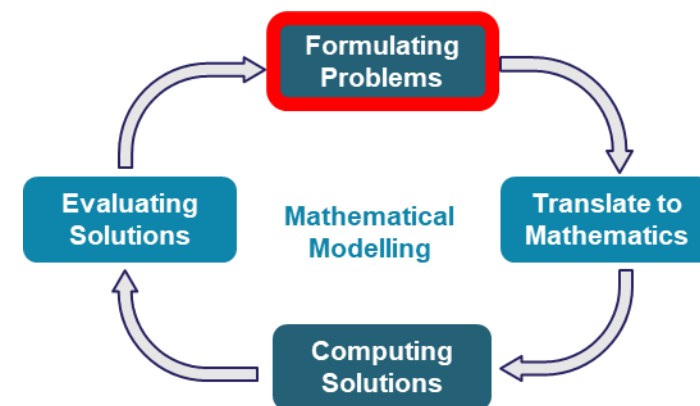 Formulating
Problems
Evaluating
Solutions
Mathematical
Modelling
Translate to
Mathematics
Computing
Solutions